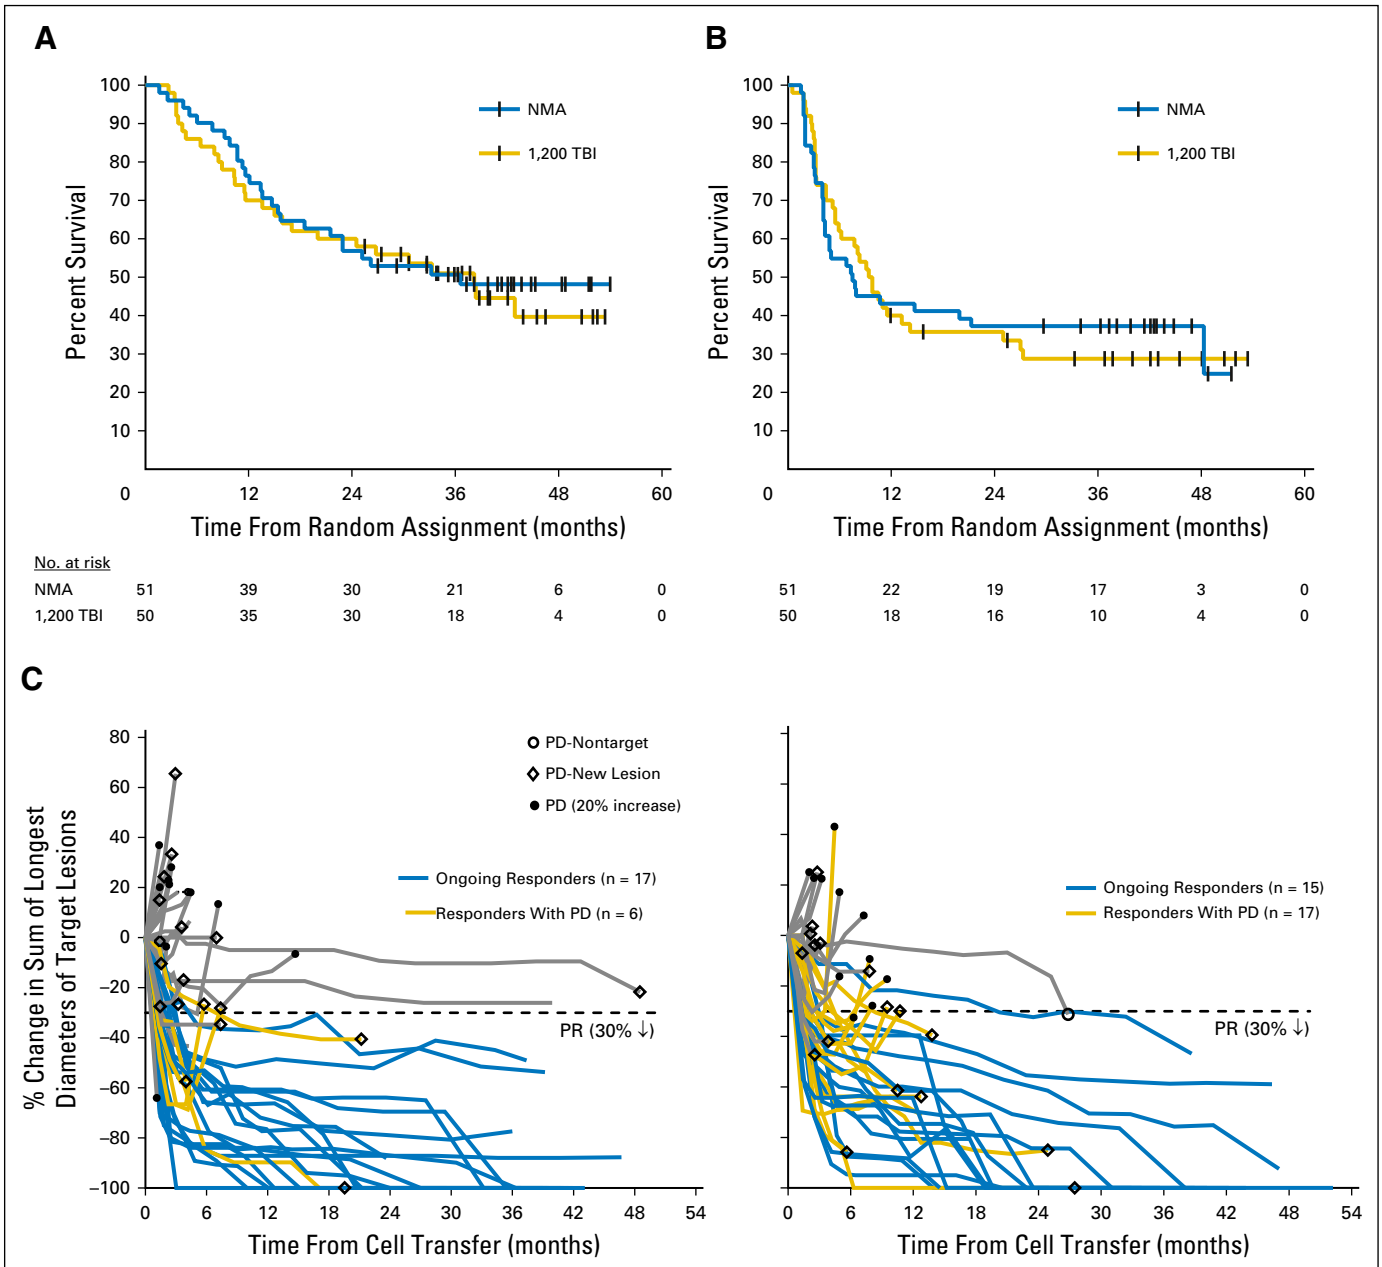 A
B
100
90
80
70
60
50
40
30
20
10
0
12
24
36
48
60
Percent Survival
Time From Random Assignment (months)
NMA
1,200 TBI
100
90
80
70
60
50
40
30
20
10
0
12
24
36
48
60
Percent Survival
Time From Random Assignment (months)
NMA
1,200 TBI
No. at risk
NMA 51 39 30 21 6 0 51 22 19 17 3 0
1,200 TBI 50 35 30 18 4 0 50 18 16 10 4 0
C
% Change in Sum of Longest
Diameters of Target Lesions
80
60
40
20
0
−20
−40
−60
−80
−100
PD-Nontarget
PD-New Lesion
PD (20% increase)
Ongoing Responders (n = 17)
Responders With PD (n = 6)
PR (30% ↓)
0 6 12 18 24 30 36 42 48 54
Time From Cell Transfer (months)
Ongoing Responders (n = 15)
Responders With PD (n = 17)
PR (30% ↓)
0 6 12 18 24 30 36 42 48 54
Time From Cell Transfer (months)